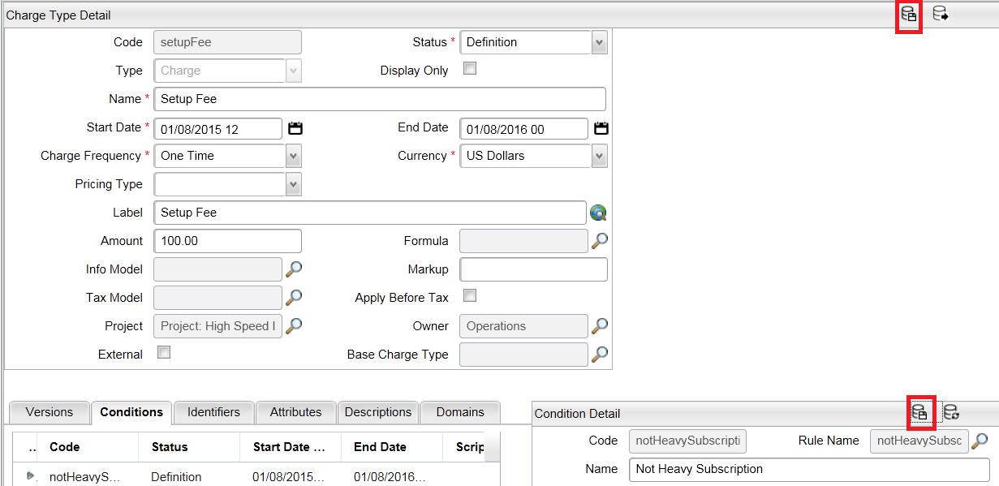 Charge Type Detail
Code setupFee Status * Definition
Type Charge Display Only
Name * Setup Fee
Start Date * 01/08/2015 12 End Date 01/08/2016 00
Charge Frequency * One Time Currency * US Dollars
Pricing Type
Label Setup Fee
Amount 100.00 Formula
Info Model Markup
Tax Model Apply Before Tax
Project Project: High Speed I Owner Operations
External Base Charge Type
Versions Conditions Identifiers Attributes Descriptions Domains
.. Code Status Start Date ... End Date Scrip
notHeavyS... Definition 01/08/2015... 01/08/2016...
Condition Detail
Code notHeavySubscripti Rule Name notHeavySubsc
Name Not Heavy Subscription